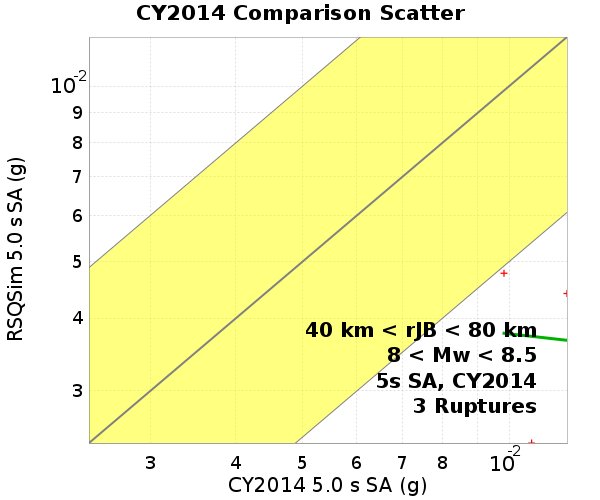 CY2014 Comparison Scatter
RSQSim 5.0 s SA (g)
10⁻²
9
8
7
6
5
4
3
40 km < rJB < 80 km
8 < Mw < 8.5
5s SA, CY2014
3 Ruptures
3 4 5 6 7 8 10⁻²
CY2014 5.0 s SA (g)